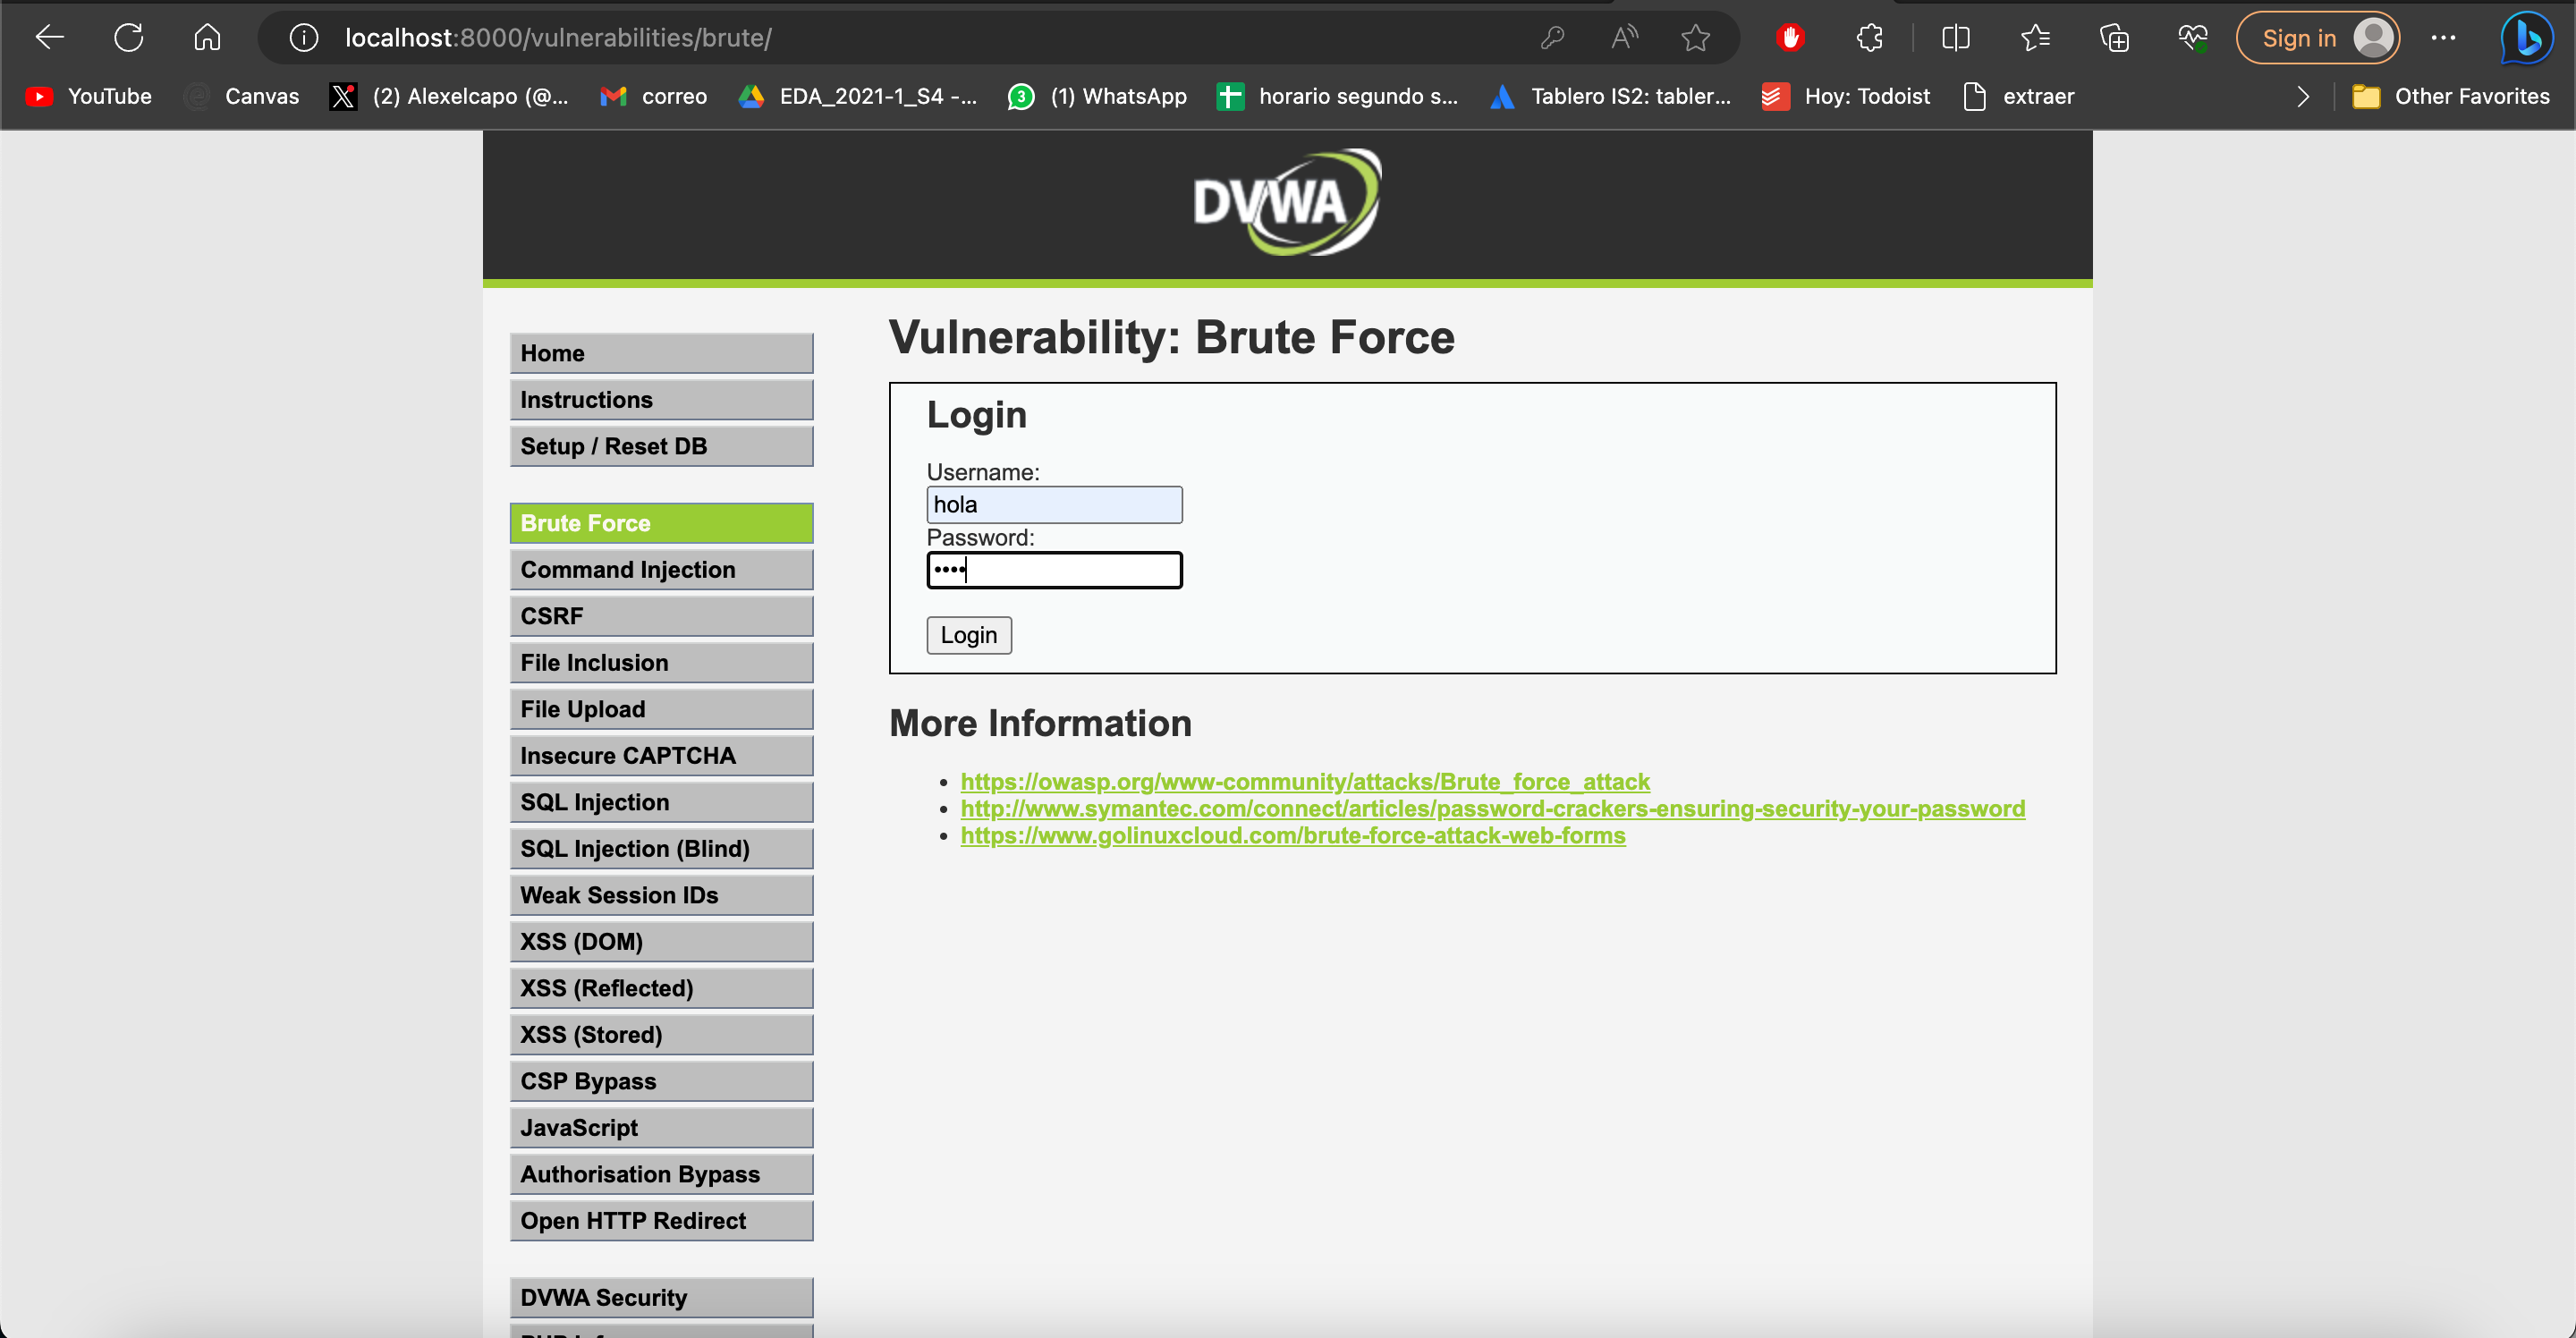 localhost:8000/vulnerabilities/brute/
Sign in
YouTube
Canvas
(2) Alexelcapo (@...
correo
EDA_2021-1_S4 -...
3
(1) WhatsApp
horario segundo s...
Tablero IS2: tabler...
Hoy: Todoist
extraer
Other Favorites
DVWA
Home
Instructions
Setup / Reset DB
Brute Force
Command Injection
CSRF
File Inclusion
File Upload
Insecure CAPTCHA
SQL Injection
SQL Injection (Blind)
Weak Session IDs
XSS (DOM)
XSS (Reflected)
XSS (Stored)
CSP Bypass
JavaScript
Authorisation Bypass
Open HTTP Redirect
DVWA Security
Vulnerability: Brute Force
Login
Username:
hola
Password:
••••
Login
More Information
https://owasp.org/www-community/attacks/Brute_force_attack
http://www.symantec.com/connect/articles/password-crackers-ensuring-security-your-password
https://www.golinuxcloud.com/brute-force-attack-web-forms